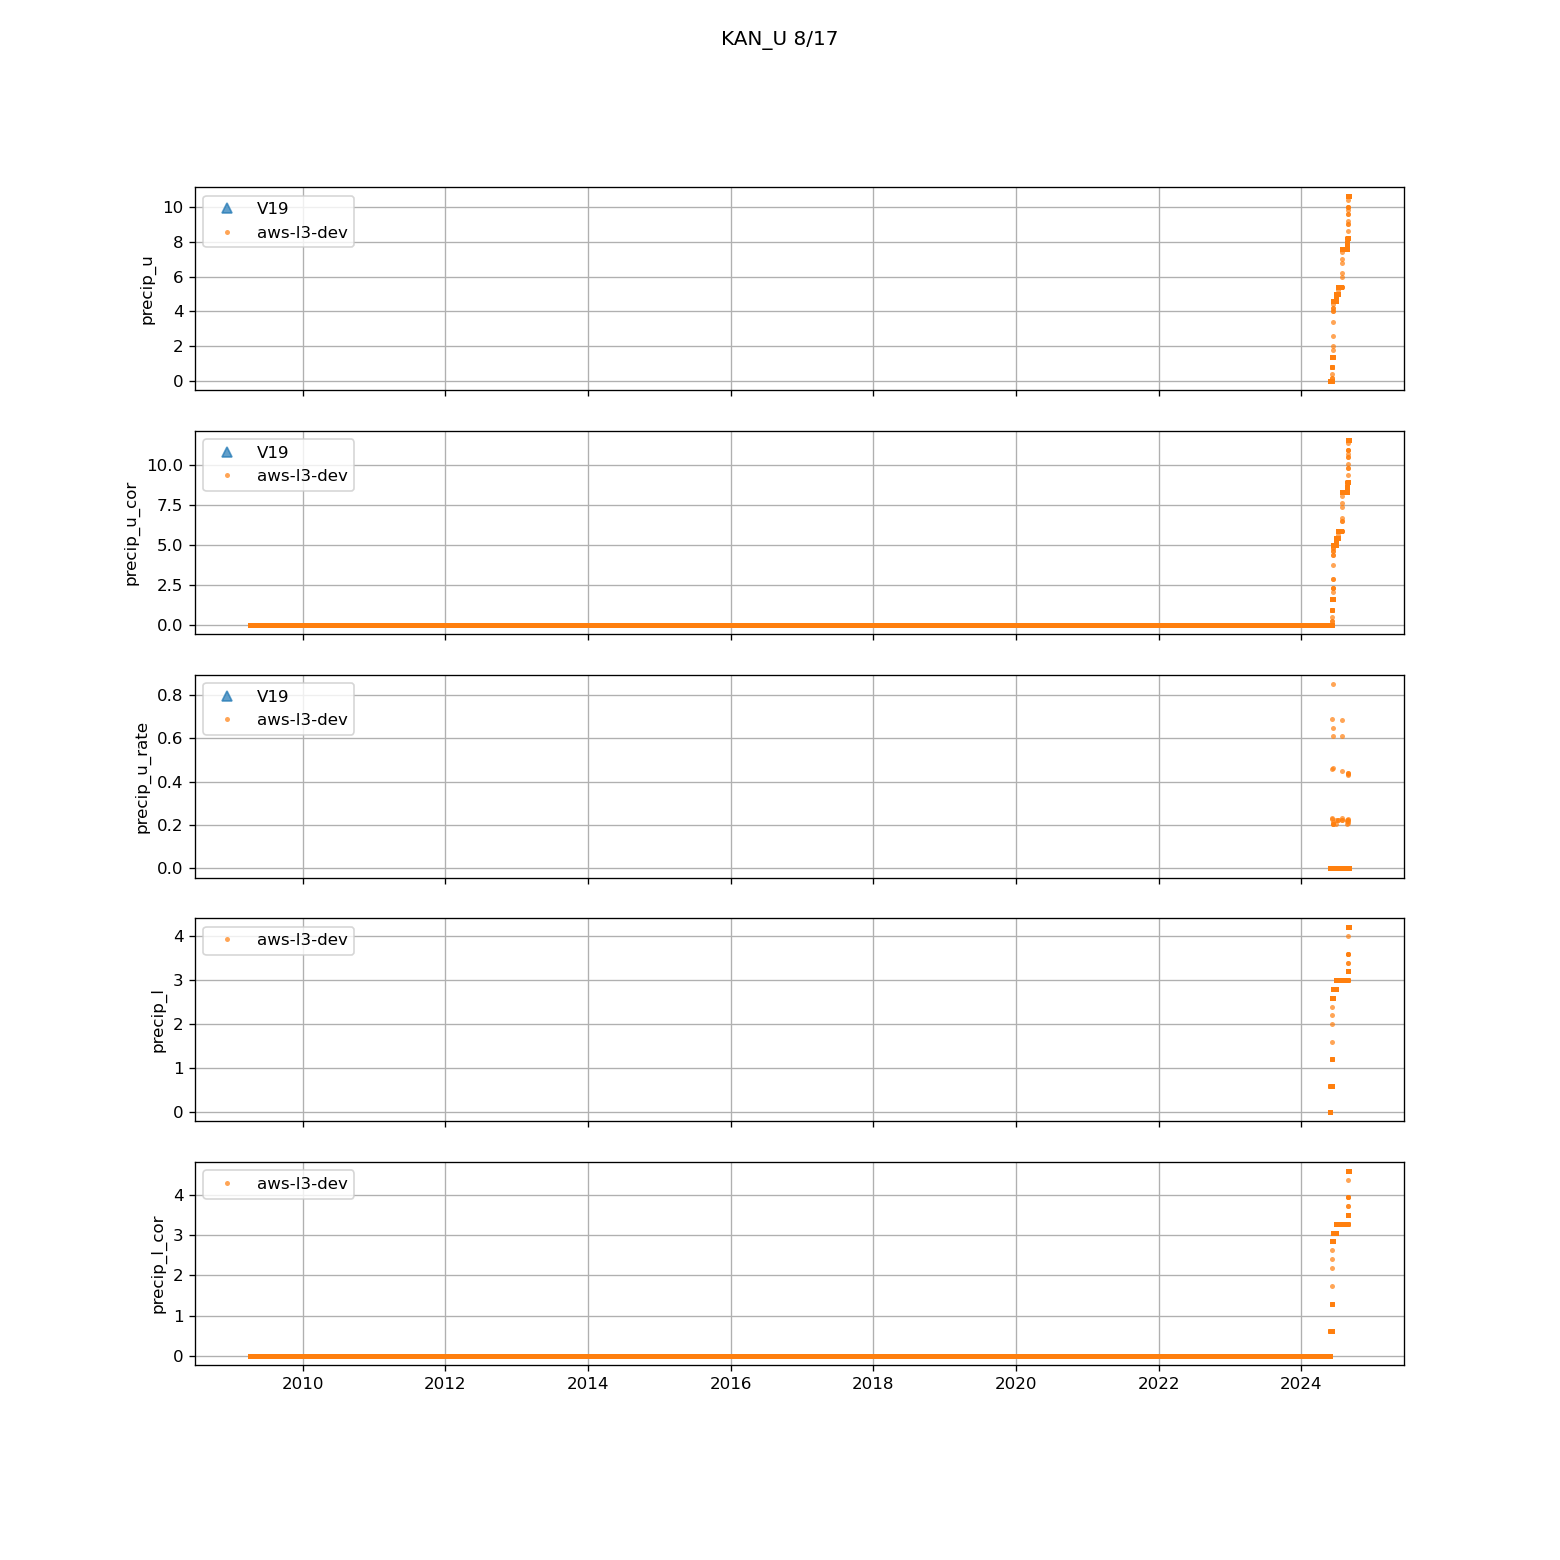 KAN_U 8/17
precip_u
10
8
6
4
2
0
V19
aws-l3-dev
precip_u_cor
10.0
7.5
5.0
2.5
0.0
V19
aws-l3-dev
precip_u_rate
0.8
0.6
0.4
0.2
0.0
V19
aws-l3-dev
precip_l
4
3
2
1
0
aws-l3-dev
precip_l_cor
4
3
2
1
0
aws-l3-dev
2010 2012 2014 2016 2018 2020 2022 2024